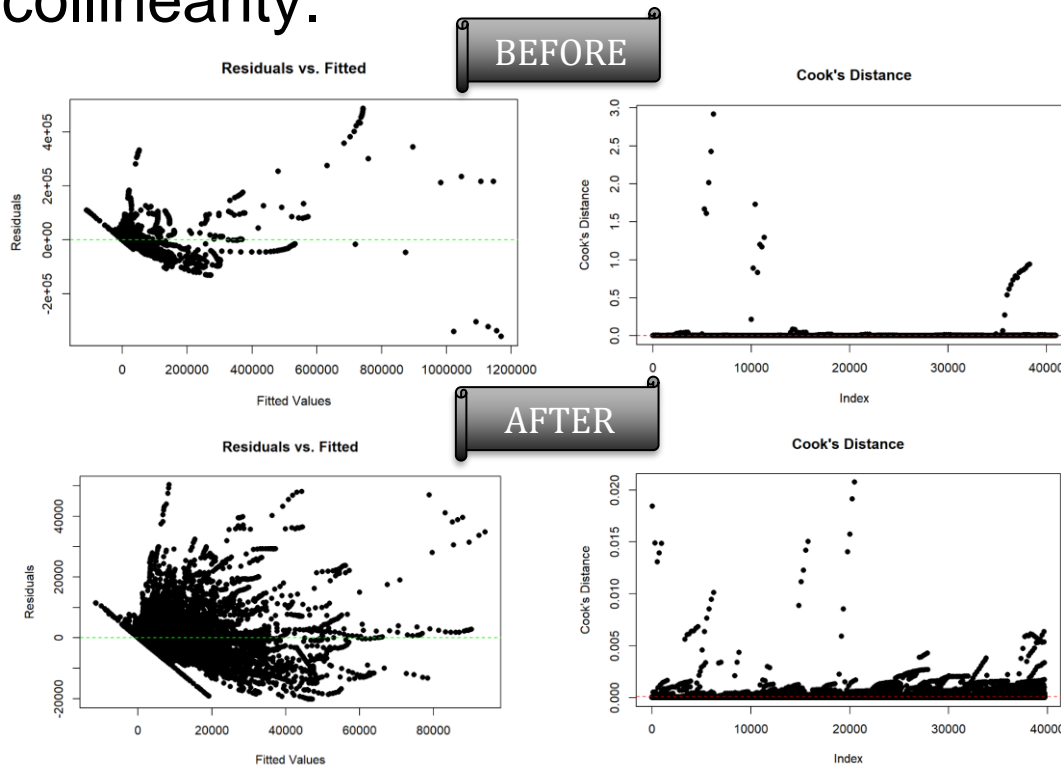 collinearity.
BEFORE
Residuals vs. Fitted
Residuals
4e+05
2e+05
0e+00
-2e+05
0 200000 400000 600000 800000 1000000 1200000
Fitted Values
Cook's Distance
Cook's Distance
3.0
2.5
2.0
1.5
1.0
0.5
0.0
0 10000 20000 30000 40000
Index
AFTER
Residuals vs. Fitted
Residuals
40000
20000
0
-20000
0 20000 40000 60000 80000
Fitted Values
Cook's Distance
Cook's Distance
0.020
0.015
0.010
0.005
0.000
0 10000 20000 30000 40000
Index